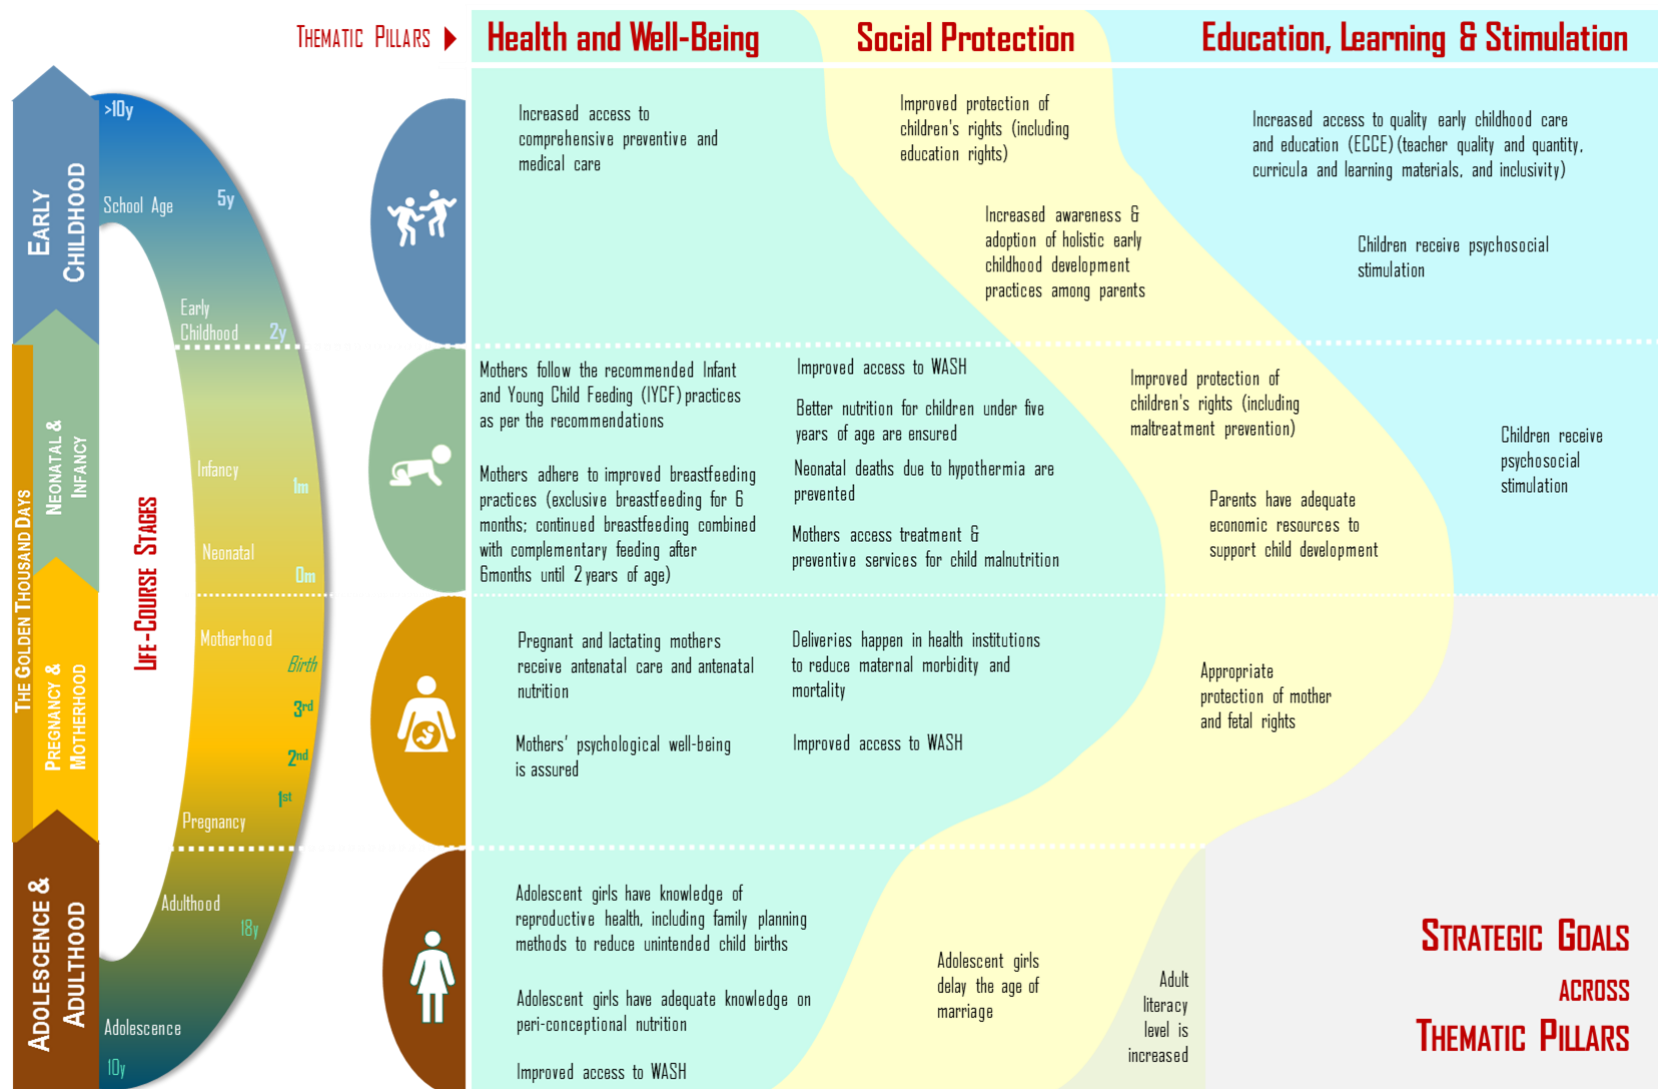 THEMATIC PILLARS
Health and Well-Being
Social Protection
Education, Learning & Stimulation
EARLY
CHILDHOOD
NEONATAL &
INFANCY
THE GOLDEN THOUSAND DAYS
PREGNANCY &
MOTHERHOOD
ADOLESCENCE &
ADULTHOOD
LIFE-COURSE STAGES
>10y
School Age
5y
Early
Childhood
2y
Infancy
1m
Neonatal
0m
Motherhood
Birth
3rd
2nd
1st
Pregnancy
Adulthood
18y
Adolescence
10y
Increased access to
comprehensive preventive and
medical care
Improved protection of
children's rights (including
education rights)
Increased awareness &
adoption of holistic early
childhood development
practices among parents
Increased access to quality early childhood care
and education (ECCE) (teacher quality and quantity,
curricula and learning materials, and inclusivity)
Children receive psychosocial
stimulation
Mothers follow the recommended Infant
and Young Child Feeding (IYCF) practices
as per the recommendations
Mothers adhere to improved breastfeeding
practices (exclusive breastfeeding for 6
months; continued breastfeeding combined
with complementary feeding after
6months until 2 years of age)
Improved access to WASH
Better nutrition for children under five
years of age are ensured
Neonatal deaths due to hypothermia are
prevented
Mothers access treatment &
preventive services for child malnutrition
Improved protection of
children's rights (including
maltreatment prevention)
Parents have adequate
economic resources to
support child development
Children receive
psychosocial
stimulation
Pregnant and lactating mothers
receive antenatal care and antenatal
nutrition
Mothers' psychological well-being
is assured
Deliveries happen in health institutions
to reduce maternal morbidity and
mortality
Improved access to WASH
Appropriate
protection of mother
and fetal rights
Adolescent girls have knowledge of
reproductive health, including family planning
methods to reduce unintended child births
Adolescent girls have adequate knowledge on
peri-conceptional nutrition
Improved access to WASH
Adolescent girls
delay the age of
marriage
Adult
literacy
level is
increased
STRATEGIC GOALS
ACROSS
THEMATIC PILLARS